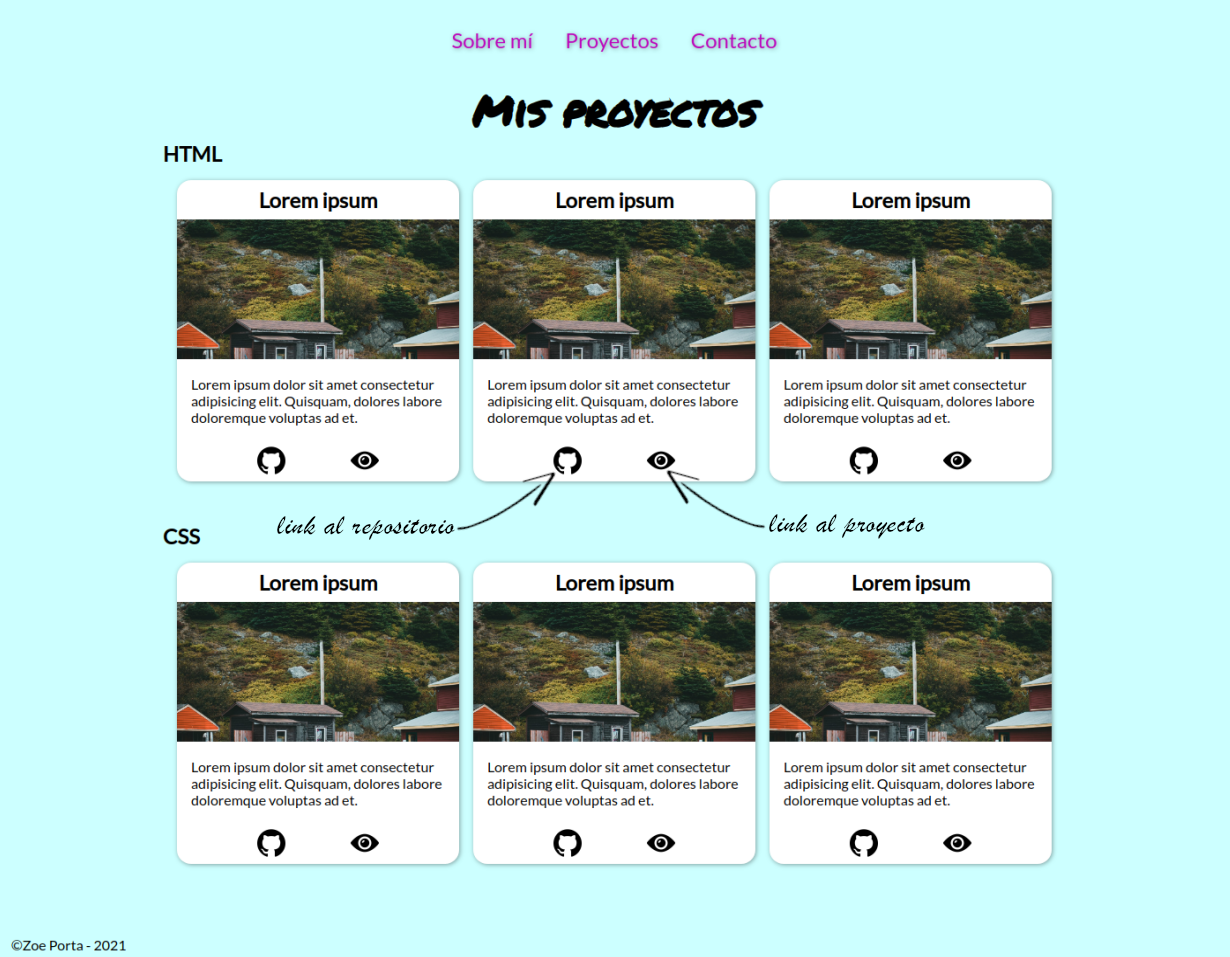 Sobre mí Proyectos Contacto
Mis proyectos
HTML
Lorem ipsum
Lorem ipsum dolor sit amet consectetur
adipisicing elit. Quisquam, dolores labore
doloremque voluptas ad et.
Lorem ipsum
Lorem ipsum dolor sit amet consectetur
adipisicing elit. Quisquam, dolores labore
doloremque voluptas ad et.
Lorem ipsum
Lorem ipsum dolor sit amet consectetur
adipisicing elit. Quisquam, dolores labore
doloremque voluptas ad et.
link al repositorio
link al proyecto
CSS
Lorem ipsum
Lorem ipsum dolor sit amet consectetur
adipisicing elit. Quisquam, dolores labore
doloremque voluptas ad et.
Lorem ipsum
Lorem ipsum dolor sit amet consectetur
adipisicing elit. Quisquam, dolores labore
doloremque voluptas ad et.
Lorem ipsum
Lorem ipsum dolor sit amet consectetur
adipisicing elit. Quisquam, dolores labore
doloremque voluptas ad et.
©Zoe Porta - 2021